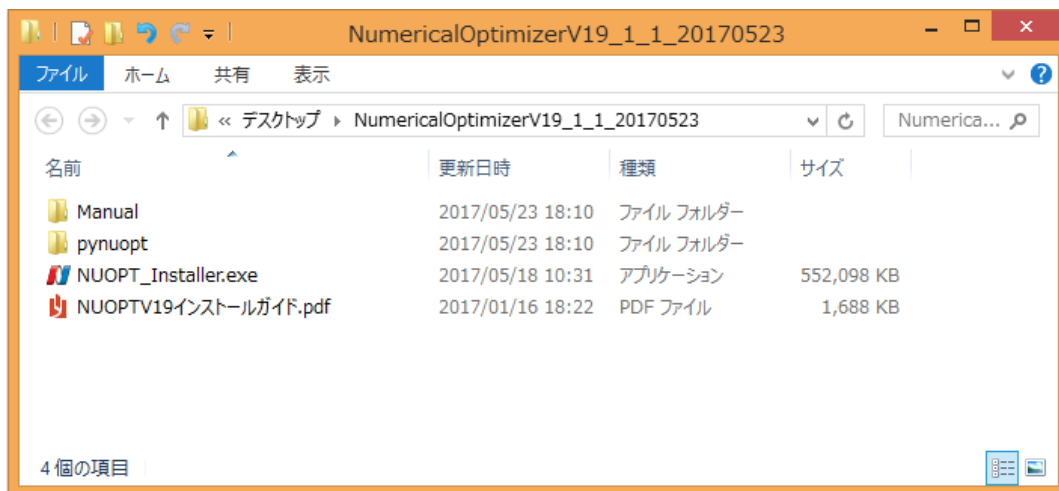 NumericalOptimizerV19_1_1_20170523
ファイル ホーム 共有 表示
« デスクトップ NumericalOptimizerV19_1_1_20170523 Numerica...
名前 更新日時 種類 サイズ
Manual 2017/05/23 18:10 ファイル フォルダー
pynuopt 2017/05/23 18:10 ファイル フォルダー
NUOPT_Installer.exe 2017/05/18 10:31 アプリケーション 552,098 KB
NUOPTV19インストールガイド.pdf 2017/01/16 18:22 PDF ファイル 1,688 KB
4 個の項目